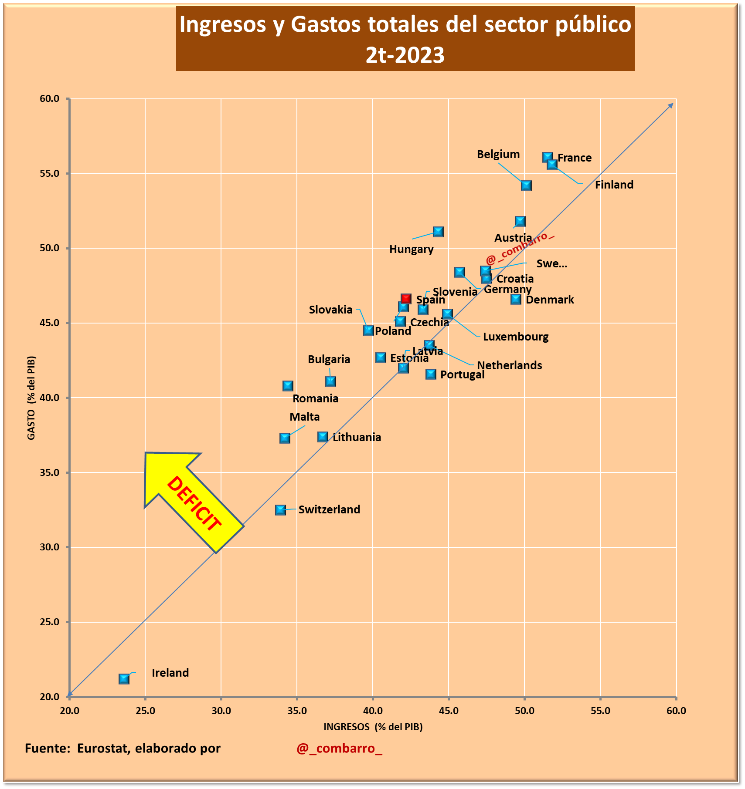 Ingresos y Gastos totales del sector público
2t-2023
60.0
55.0
50.0
45.0
40.0
35.0
30.0
25.0
20.0
GASTO (% del PIB)
Belgium
France
Finland
Austria
@_combarro_
Hungary
Swe...
Croatia
Germany
Slovenia
Spain
Denmark
Slovakia
Poland
Czechia
Luxembourg
Latvia
Bulgaria
Estonia
Netherlands
Portugal
Romania
Malta
Lithuania
DEFICIT
Switzerland
Ireland
20.0 25.0 30.0 35.0 40.0 45.0 50.0 55.0 60.0
INGRESOS (% del PIB)
Fuente: Eurostat, elaborado por @_combarro_